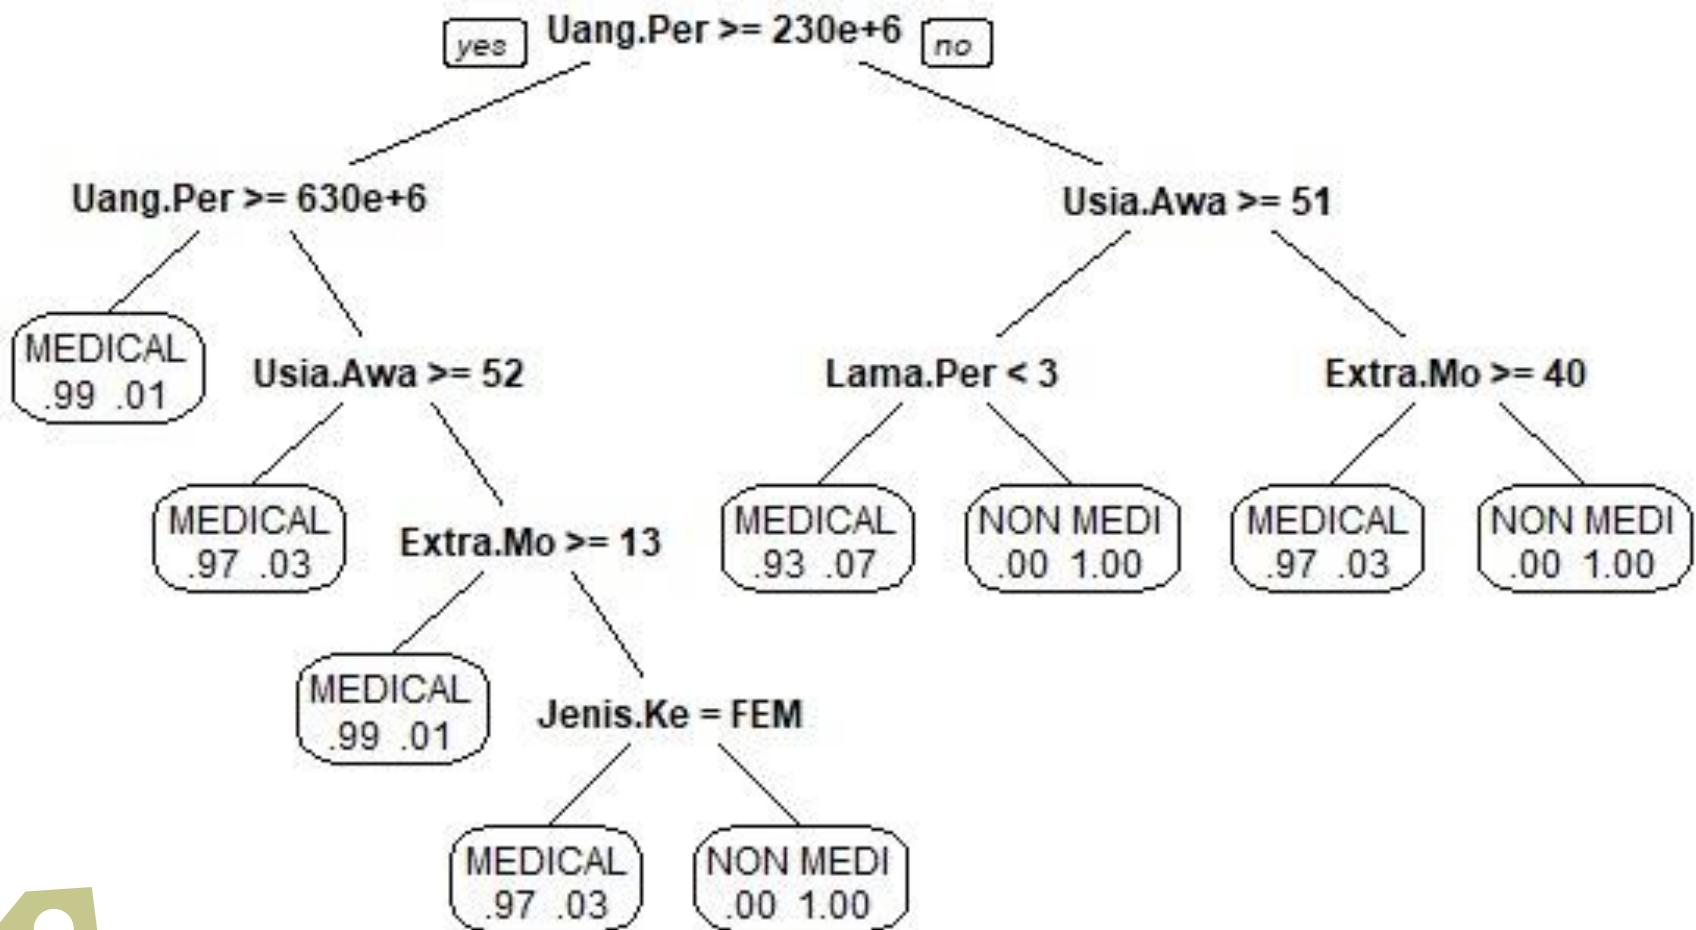 yes Uang.Per >= 230e+6 no
Uang.Per >= 630e+6 Usia.Awa >= 51
MEDICAL
.99 .01
Usia.Awa >= 52 Lama.Per < 3 Extra.Mo >= 40
MEDICAL
.97 .03
Extra.Mo >= 13
MEDICAL
.93 .07
NON MEDI
.00 1.00
MEDICAL
.97 .03
NON MEDI
.00 1.00
MEDICAL
.99 .01
Jenis.Ke = FEM
MEDICAL
.97 .03
NON MEDI
.00 1.00